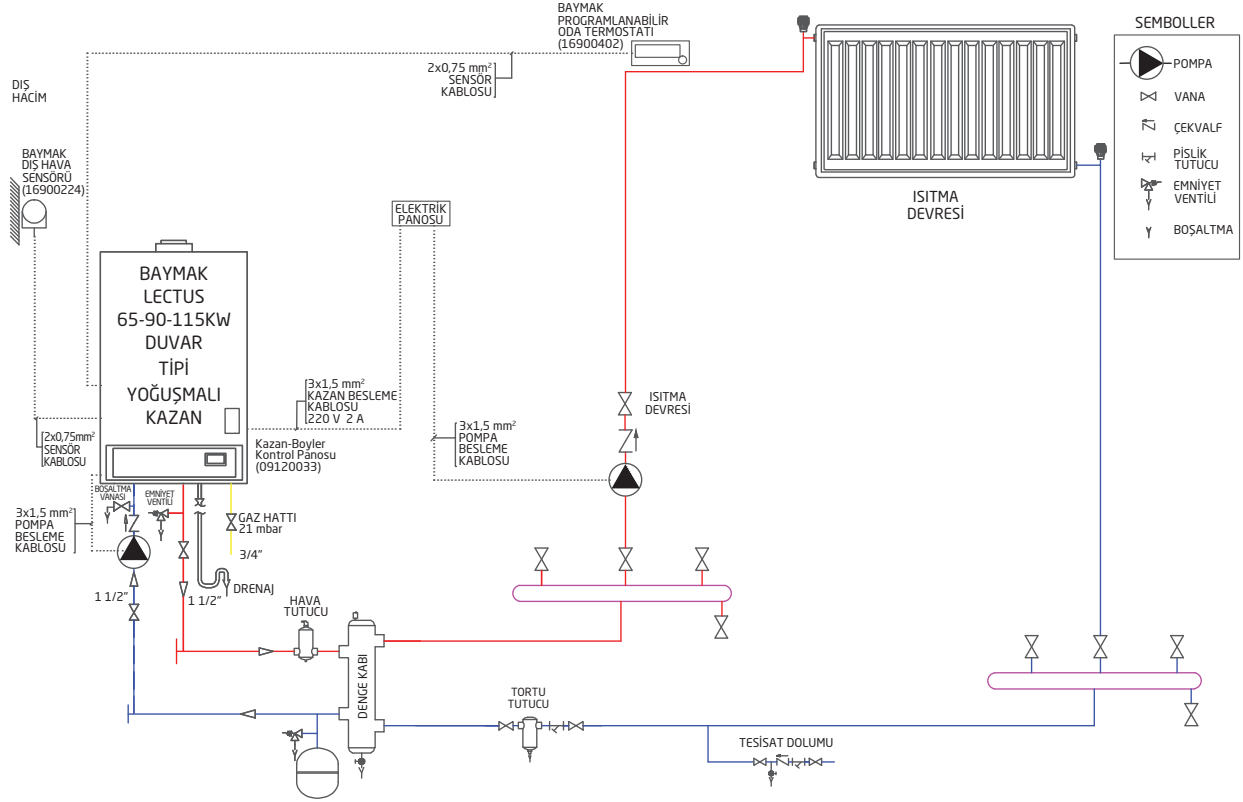 BAYMAK
PROGRAMLANABİLİR
ODA TERMOSTATI
(16900402)
2x0,75 mm²
SENSÖR
KABLOSU
DIŞ
HACİM
BAYMAK
DIŞ HAVA
SENSÖRÜ
(16900224)
ELEKTRİK
PANOSU
ISITMA
DEVRESİ
SEMBOLLER
POMPA
VANA
ÇEKVALF
PİSLİK
TUTUCU
EMNİYET
VENTİLİ
BOŞALTMA
BAYMAK
LECTUS
65-90-115KW
DUVAR
TİPİ
YOĞUŞMALI
KAZAN
3x1,5 mm²
KAZAN BESLEME
KABLOSU
220 V 2 A
2x0,75mm²
SENSÖR
KABLOSU
Kazan-Boyler
Kontrol Panosu
(09120033)
3x1,5 mm²
POMPA
BESLEME
KABLOSU
ISITMA
DEVRESİ
BOŞALTMA
VANASI
EMNİYET
VENTİLİ
3x1,5 mm²
POMPA
BESLEME
KABLOSU
GAZ HATTI
21 mbar
3/4"
1 1/2"
1 1/2"
DRENAJ
HAVA
TUTUCU
DENGE KABI
TORTU
TUTUCU
TESİSAT DOLUMU